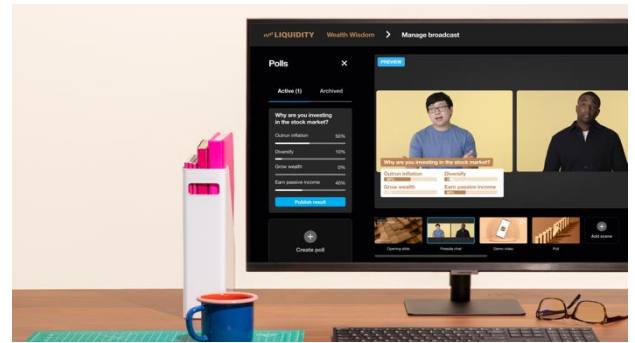 LIQUIDITY Wealth Wisdom > Manage broadcast
Polls ×
PREVIEW
Active (1) Archived
Why are you investing
in the stock market?
Outrun inflation 50%
Diversify 10%
Grow wealth 0%
Earn passive income 40%
Publish result
Create poll
Why are you investing in the stock market?
Outrun inflation Diversify
Grow wealth Earn passive income
Opening slide Fireside chat Demo video Poll Add scene